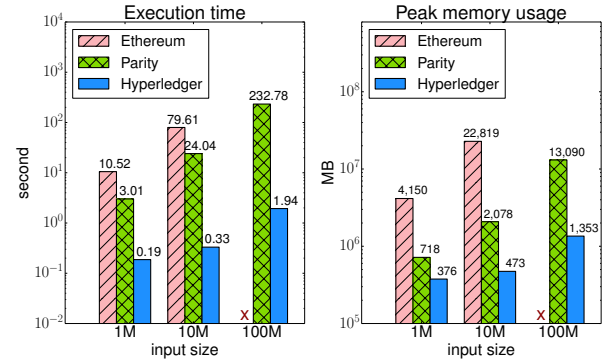 Execution time
Ethereum
Parity
Hyperledger
second
10^4
10^3
10^2
10^1
10^0
10^-1
10^-2
10.52
3.01
0.19
79.61
24.04
0.33
x
232.78
1.94
1M 10M 100M
input size
Peak memory usage
Ethereum
Parity
Hyperledger
MB
10^8
10^7
10^6
10^5
4,150
718
376
22,819
2,078
473
x
13,090
1,353
1M 10M 100M
input size